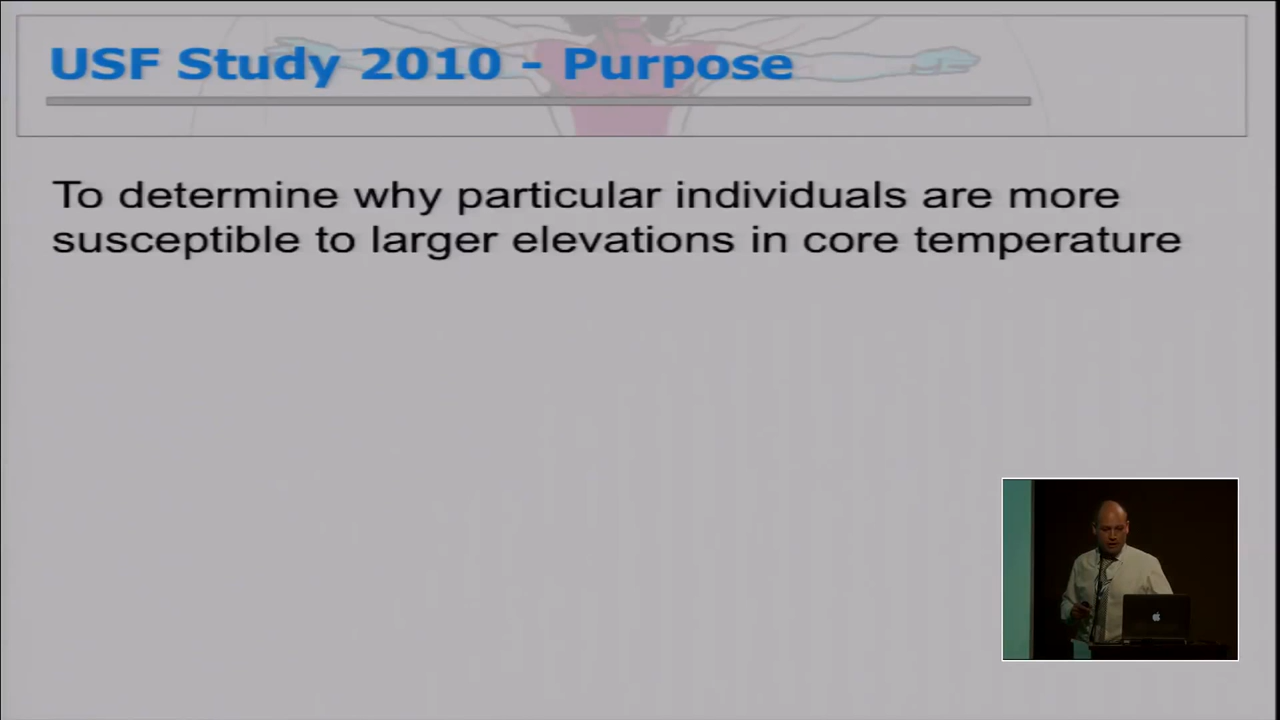 USF Study 2010 - Purpose
To determine why particular individuals are more
susceptible to larger elevations in core temperature